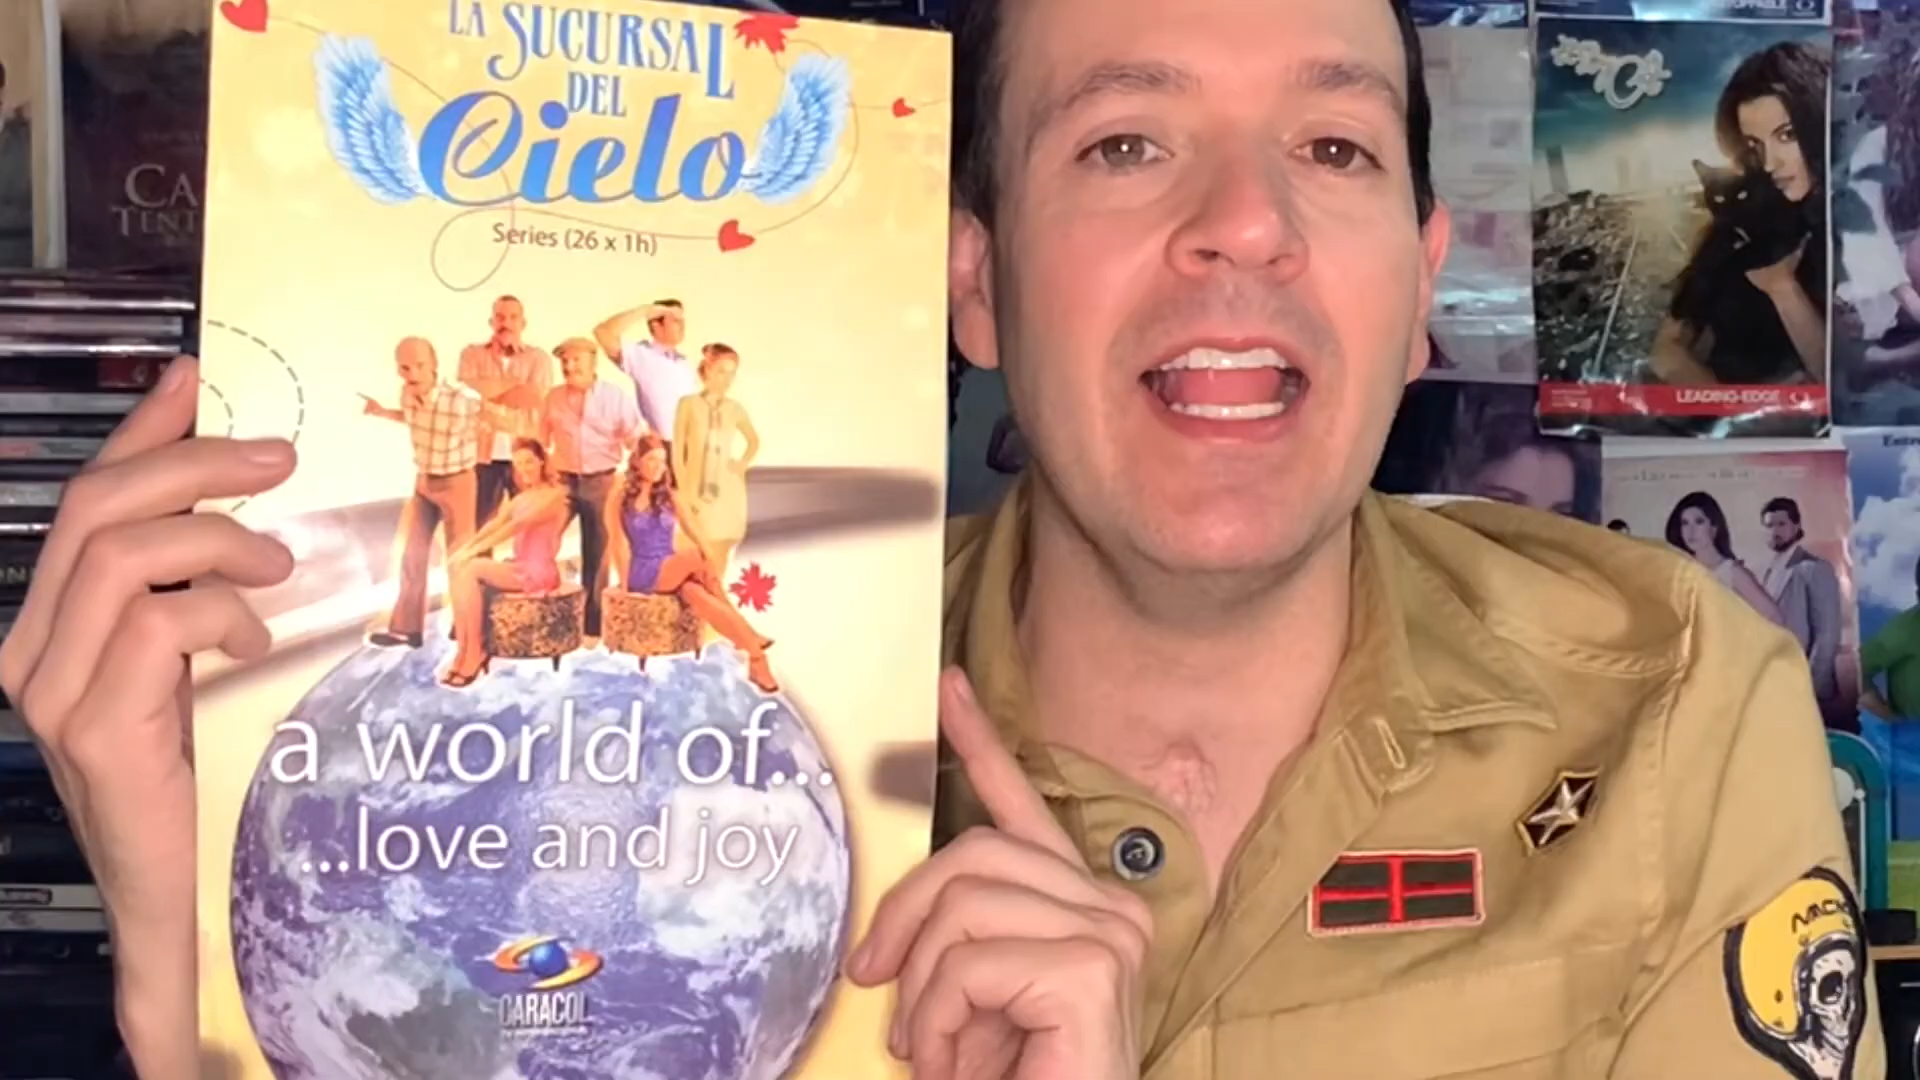 LA SUCURSAL
DEL
Cielo
Series (26 x 1h)
a world of...
...love and joy
CARACOL
LEADING-EDGE